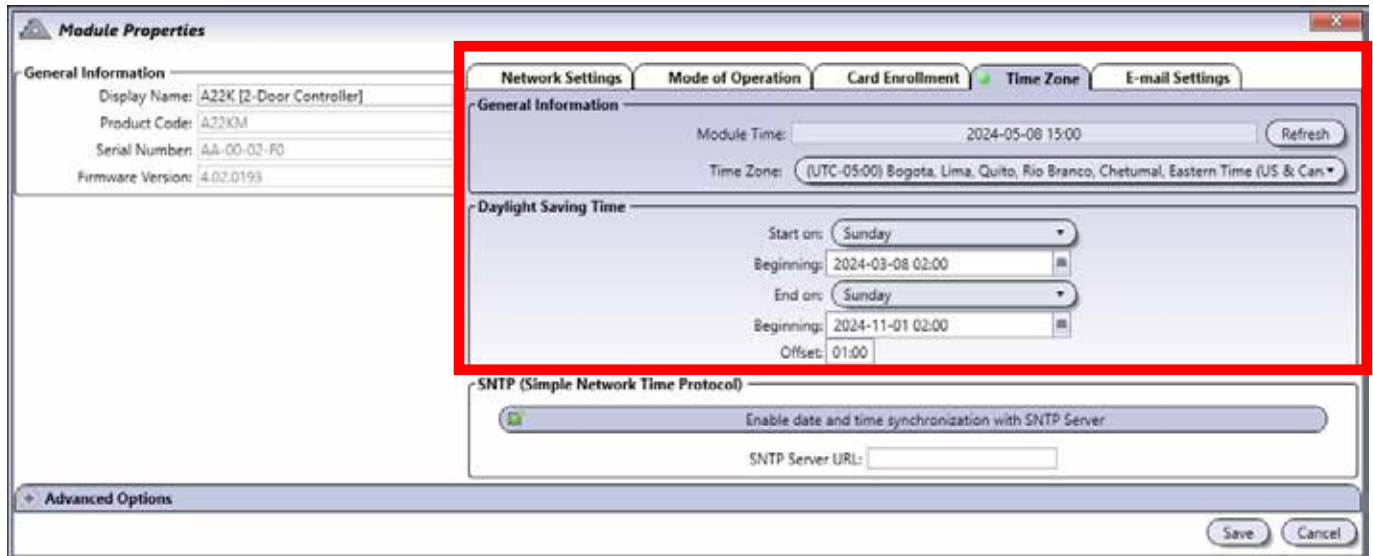 Module Properties
General Information
Display Name: A22K [2-Door Controller]
Product Code: A22KM
Serial Number: AA-00-02-F0
Firmware Version: 4.02.0193
Network Settings Mode of Operation Card Enrollment Time Zone E-mail Settings
General Information
Module Time: 2024-05-08 15:00 Refresh
Time Zone: (UTC-05:00) Bogota, Lima, Quito, Rio Branco, Chetumal, Eastern Time (US & Can
Daylight Saving Time
Start on: Sunday
Beginning: 2024-03-08 02:00
End on: Sunday
Beginning: 2024-11-01 02:00
Offset: 01:00
SNTP (Simple Network Time Protocol)
Enable date and time synchronization with SNTP Server
SNTP Server URL:
+ Advanced Options
Save Cancel